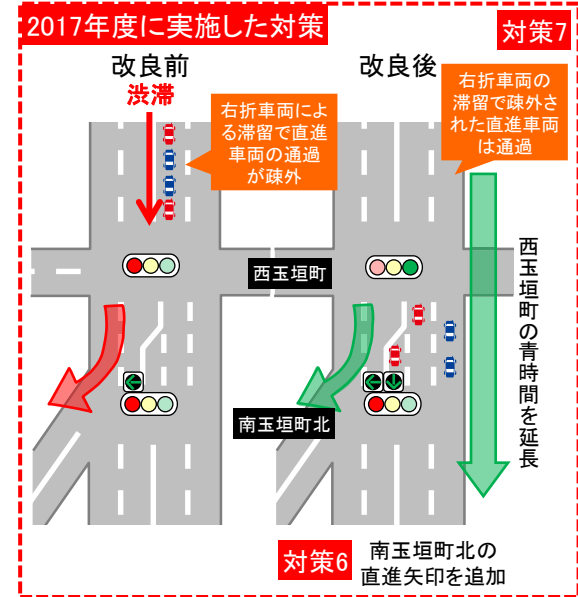 2017年度に実施した対策
対策7
改良前
渋滞
改良後
右折車両によ
る滞留で直進
車両の通過
が疎外
右折車両の
滞留で疎外さ
れた直進車両
は通過
西玉垣町
西玉垣町の青時間を延長
南玉垣町北
対策6
南玉垣町北の
直進矢印を追加